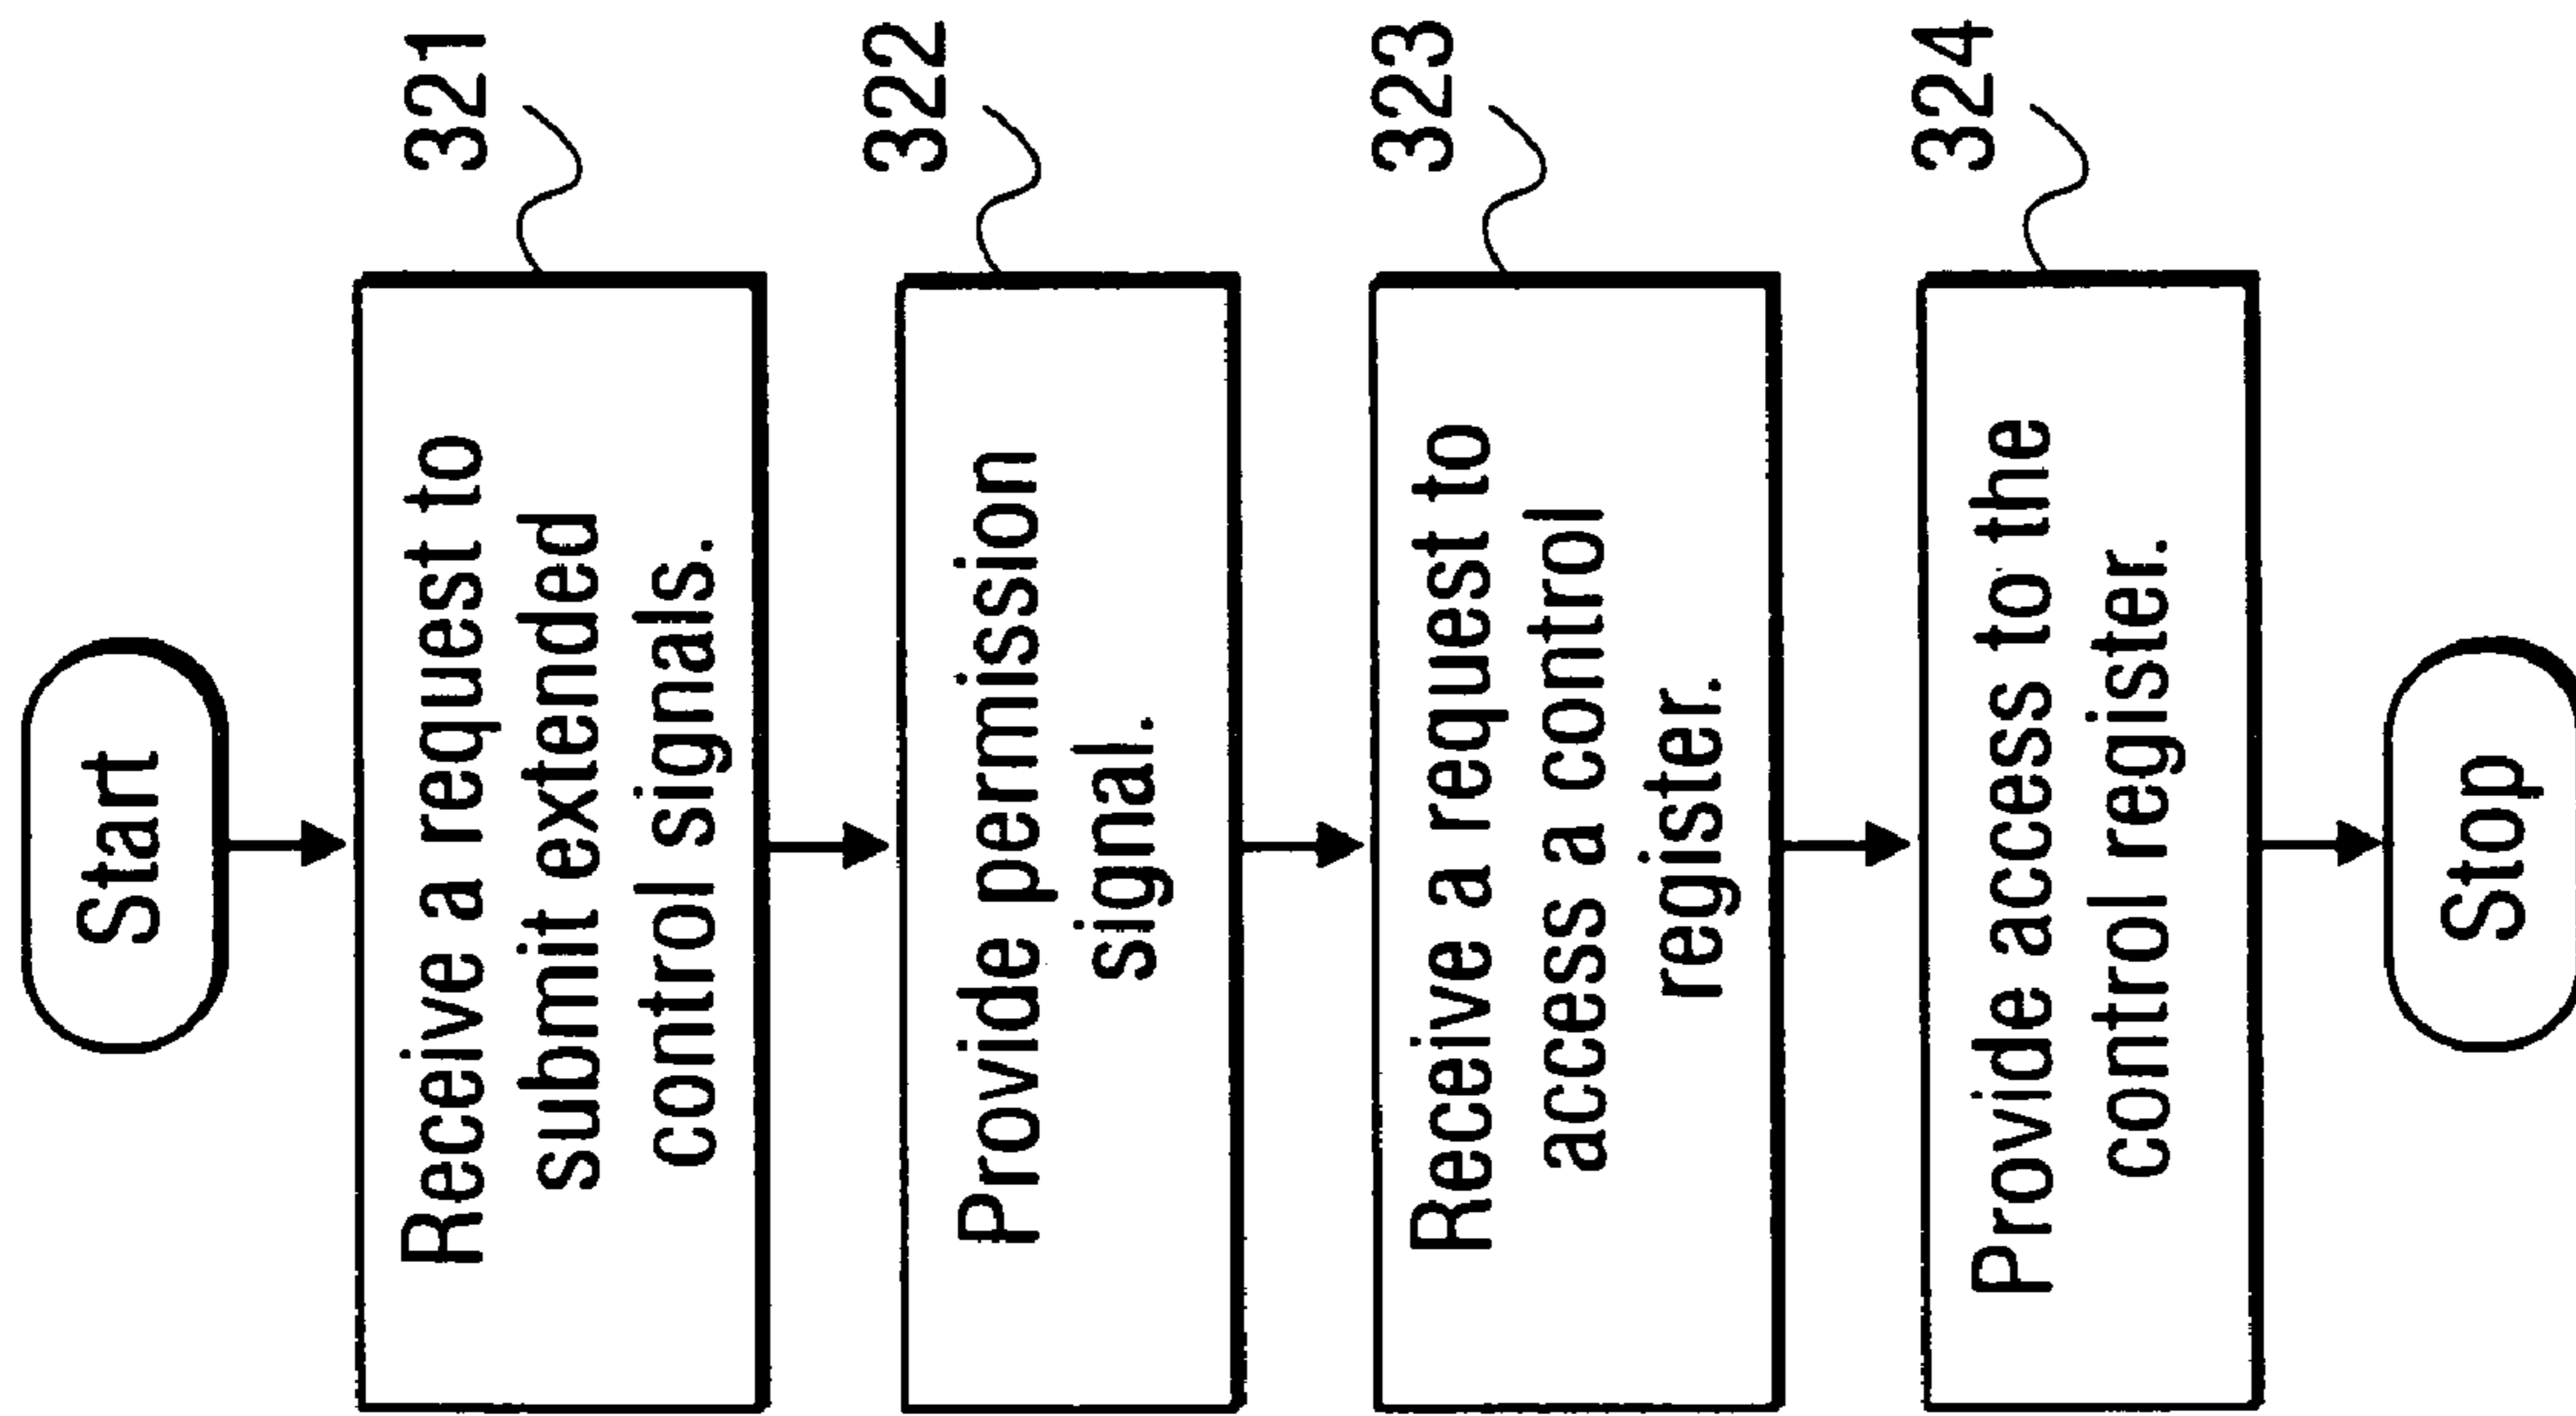 Start
321
Receive a request to
submit extended
control signals.
322
Provide permission
signal.
323
Receive a request to
access a control
register.
324
Provide access to the
control register.
Stop